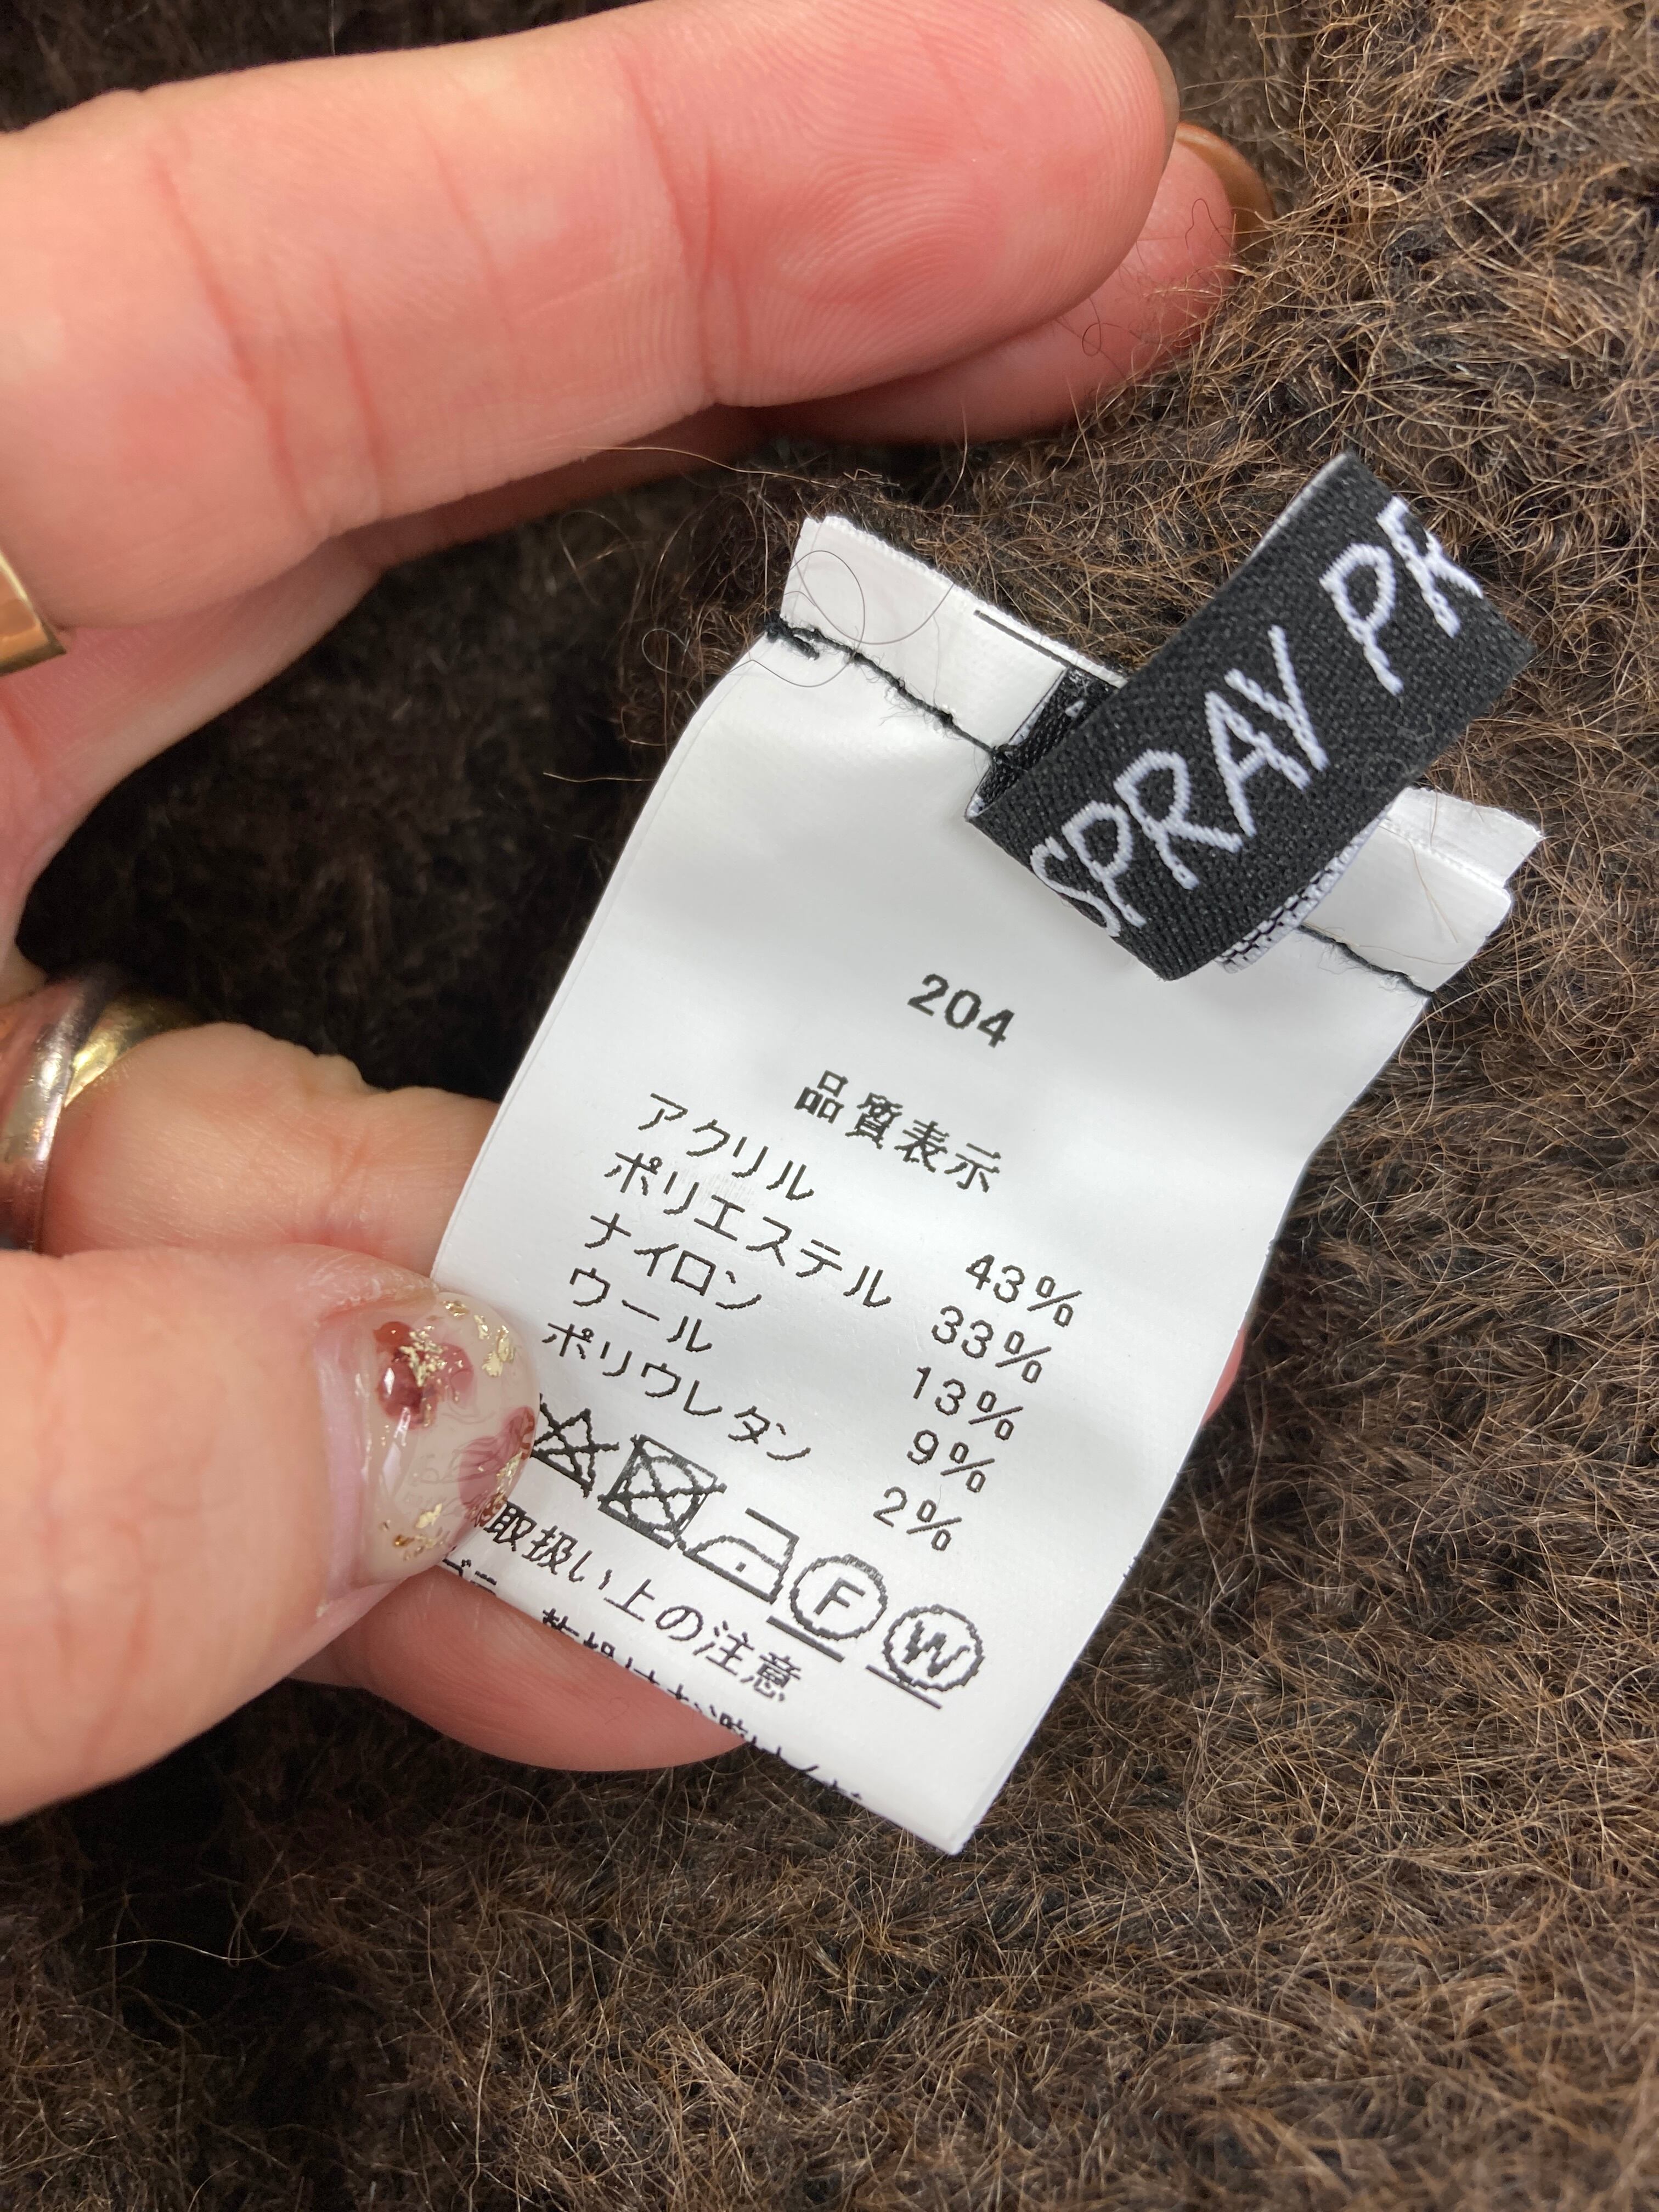 SPRAY PR
204
品質表示
アクリル 43%
ポリエステル 33%
ナイロン 13%
ウール 9%
ポリウレタン 2%
F W
取扱い上の注意